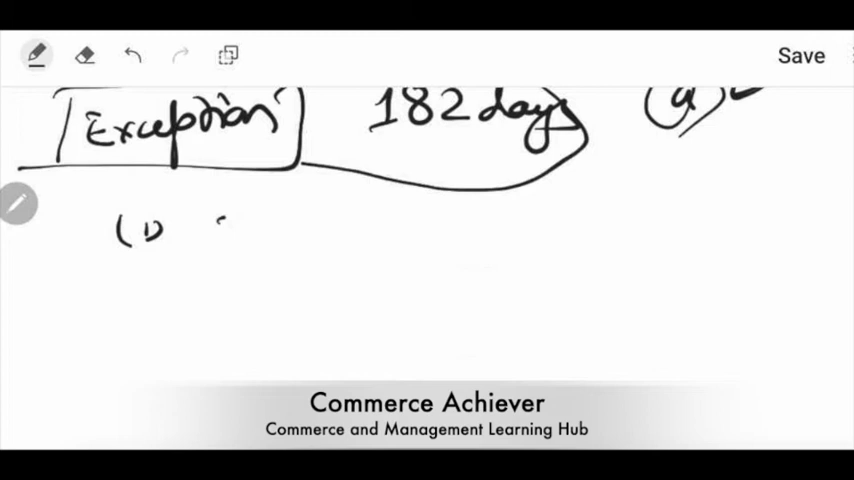 Save
Exception 182 days (a)
(1)
Commerce Achiever
Commerce and Management Learning Hub